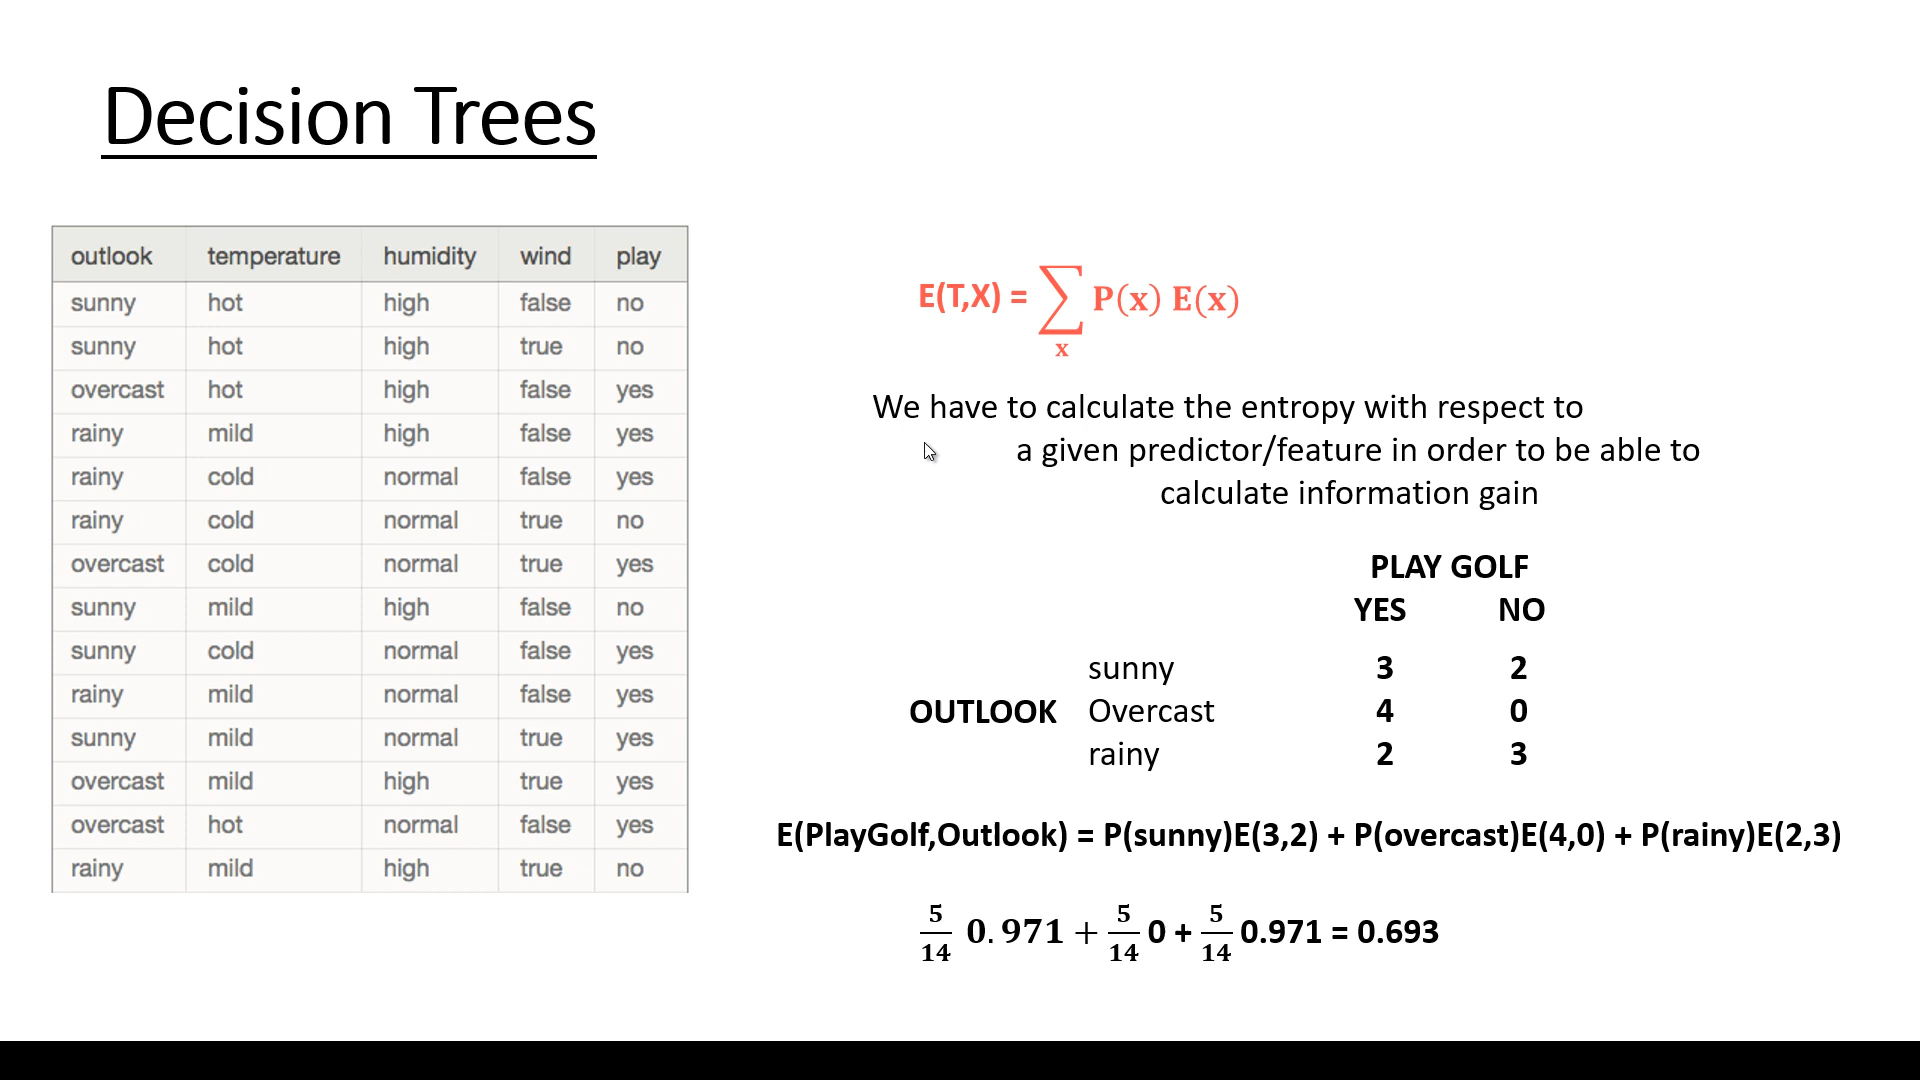 Decision Trees
outlook temperature humidity wind play
sunny hot high false no
sunny hot high true no
overcast hot high false yes
rainy mild high false yes
rainy cold normal false yes
rainy cold normal true no
overcast cold normal true yes
sunny mild high false no
sunny cold normal false yes
rainy mild normal false yes
sunny mild normal true yes
overcast mild high true yes
overcast hot normal false yes
rainy mild high true no
E(T,X) = ∑ P(x) E(x)
x
We have to calculate the entropy with respect to
a given predictor/feature in order to be able to
calculate information gain
PLAY GOLF
YES NO
sunny 3 2
OUTLOOK Overcast 4 0
rainy 2 3
E(PlayGolf,Outlook) = P(sunny)E(3,2) + P(overcast)E(4,0) + P(rainy)E(2,3)
5/14 0.971 + 5/14 0 + 5/14 0.971 = 0.693